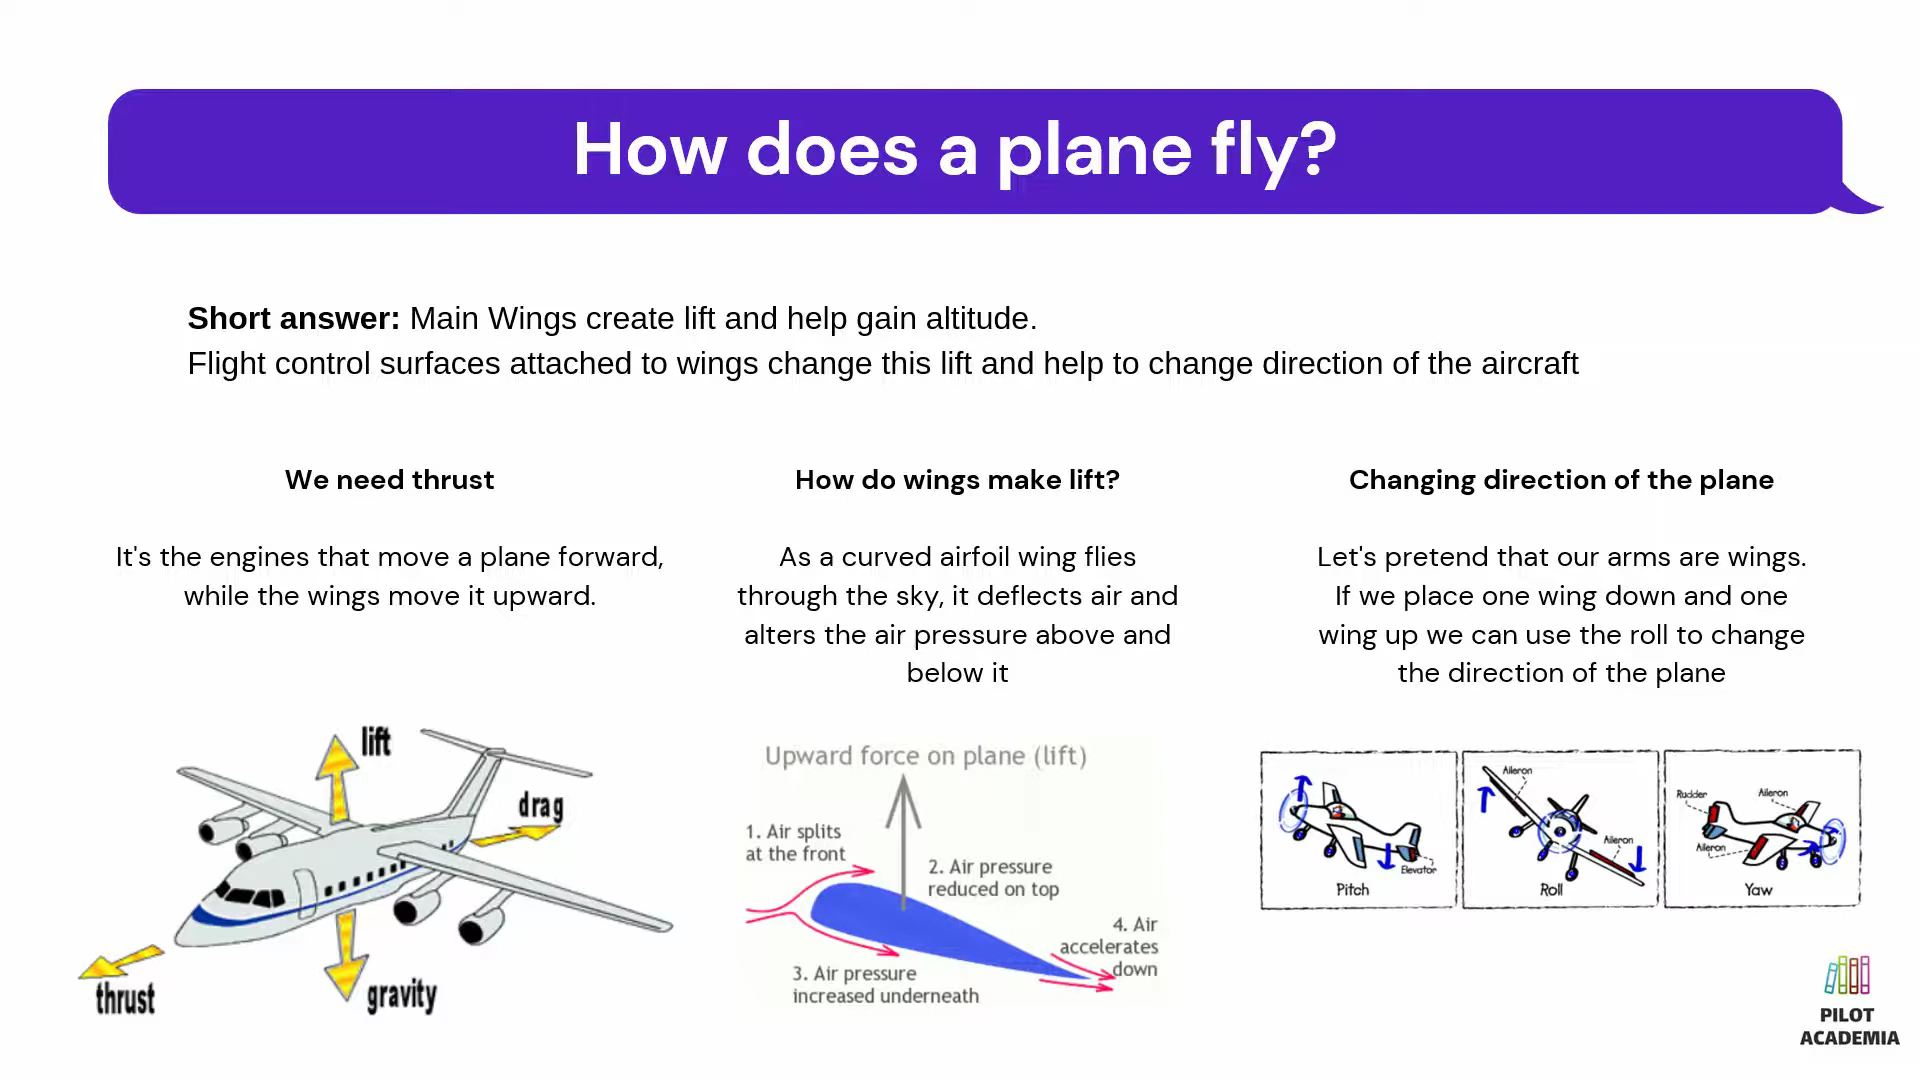 How does a plane fly?
Short answer: Main Wings create lift and help gain altitude.
Flight control surfaces attached to wings change this lift and help to change direction of the aircraft
We need thrust
It's the engines that move a plane forward,
while the wings move it upward.
lift
drag
thrust
gravity
How do wings make lift?
As a curved airfoil wing flies
through the sky, it deflects air and
alters the air pressure above and
below it
Upward force on plane (lift)
1. Air splits
at the front
2. Air pressure
reduced on top
3. Air pressure
increased underneath
4. Air
accelerates
down
Changing direction of the plane
Let's pretend that our arms are wings.
If we place one wing down and one
wing up we can use the roll to change
the direction of the plane
Elevator
Pitch
Aileron
Aileron
Roll
Rudder
Aileron
Aileron
Yaw
PILOT
ACADEMIA